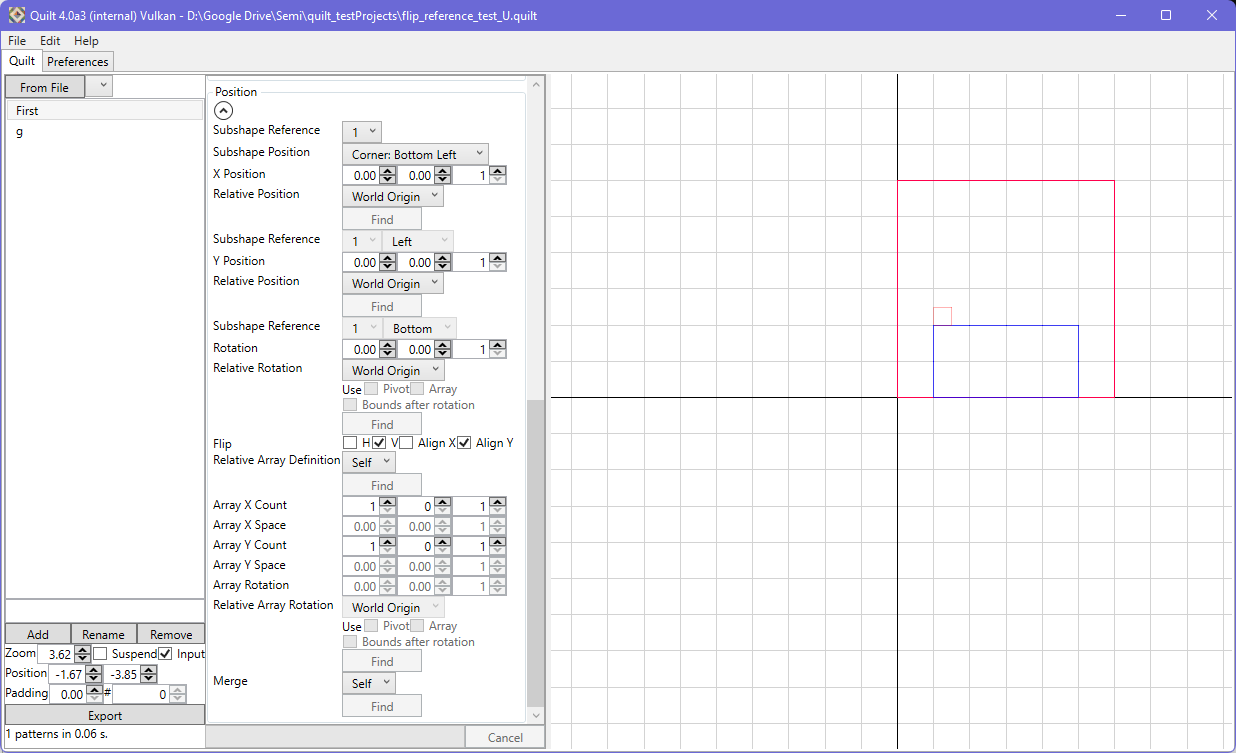 Quilt 4.0a3 (internal) Vulkan - D:\Google Drive\Semi\quilt_testProjects\flip_reference_test_U.quilt
File Edit Help
Quilt Preferences
From File
First
g
Add Rename Remove
Zoom 3.62 Suspend Input
Position -1.67 -3.85
Padding 0.00 # 0
Export
1 patterns in 0.06 s.
Position
Subshape Reference 1
Subshape Position Corner: Bottom Left
X Position 0.00 0.00 1
Relative Position World Origin
Find
Subshape Reference 1 Left
Y Position 0.00 0.00 1
Relative Position World Origin
Find
Subshape Reference 1 Bottom
Rotation 0.00 0.00 1
Relative Rotation World Origin
Use Pivot Array
Bounds after rotation
Find
Flip H V Align X Align Y
Relative Array Definition Self
Find
Array X Count 1 0 1
Array X Space 0.00 0.00 1
Array Y Count 1 0 1
Array Y Space 0.00 0.00 1
Array Rotation 0.00 0.00 1
Relative Array Rotation World Origin
Use Pivot Array
Bounds after rotation
Find
Merge Self
Find
Cancel